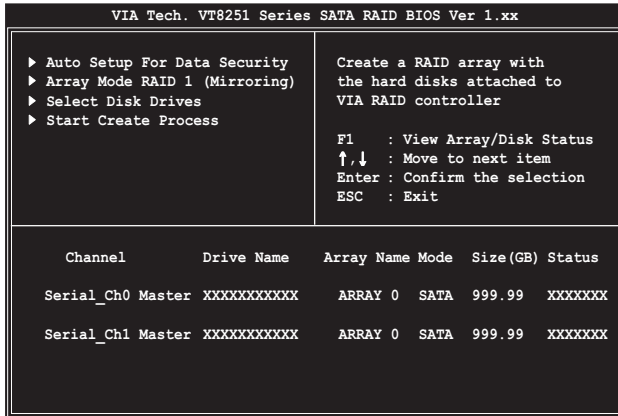 VIA Tech. VT8251 Series SATA RAID BIOS Ver 1.xx
Auto Setup For Data Security
Array Mode RAID 1 (Mirroring)
Select Disk Drives
Start Create Process
Create a RAID array with
the hard disks attached to
VIA RAID controller
F1 : View Array/Disk Status
↑,↓ : Move to next item
Enter : Confirm the selection
ESC : Exit
Channel Drive Name Array Name Mode Size(GB) Status
Serial_Ch0 Master XXXXXXXXXXX ARRAY 0 SATA 999.99 XXXXXXX
Serial_Ch1 Master XXXXXXXXXXX ARRAY 0 SATA 999.99 XXXXXXX